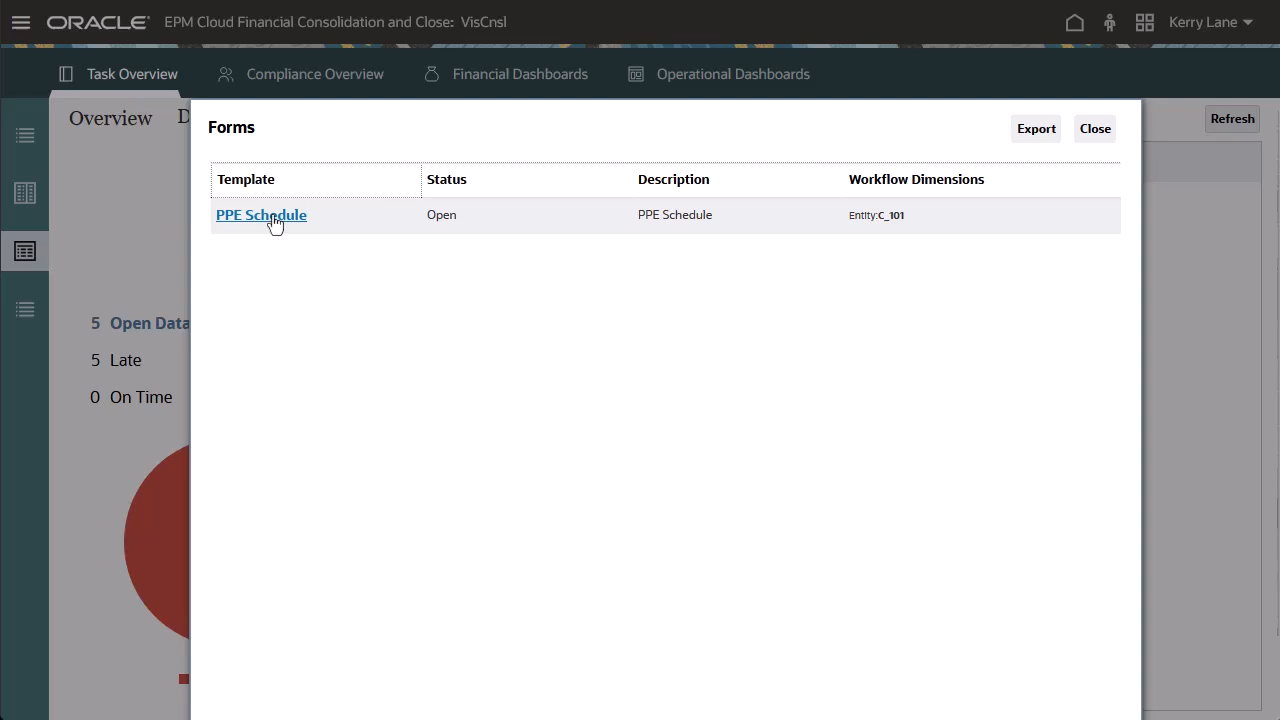 ORACLE EPM Cloud Financial Consolidation and Close: VisCnsl Kerry Lane
Task Overview Compliance Overview Financial Dashboards Operational Dashboards
Overview D Refresh
Forms Export Close
Template Status Description Workflow Dimensions
PPE Schedule Open PPE Schedule Entity:C_101
5 Open Data
5 Late
0 On Time